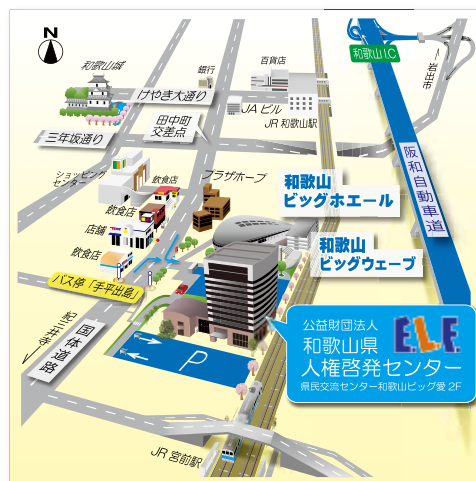 N
和歌山城
銀行
百貨店
和歌山I.C
岩出市
けやき大通り
JAビル
JR 和歌山駅
三年坂通り
田中町
交差点
阪和自動車道
ショッピング
センター
飲食店
プラザホープ
和歌山
ビッグホエール
飲食店
店舗
和歌山
ビッグウェーブ
飲食店
バス停「手平出島」
紀三井寺
国体道路
P
公益財団法人
和歌山県
E.L.F.
人権啓発センター
県民交流センター和歌山ビッグ愛 2F
JR 宮前駅